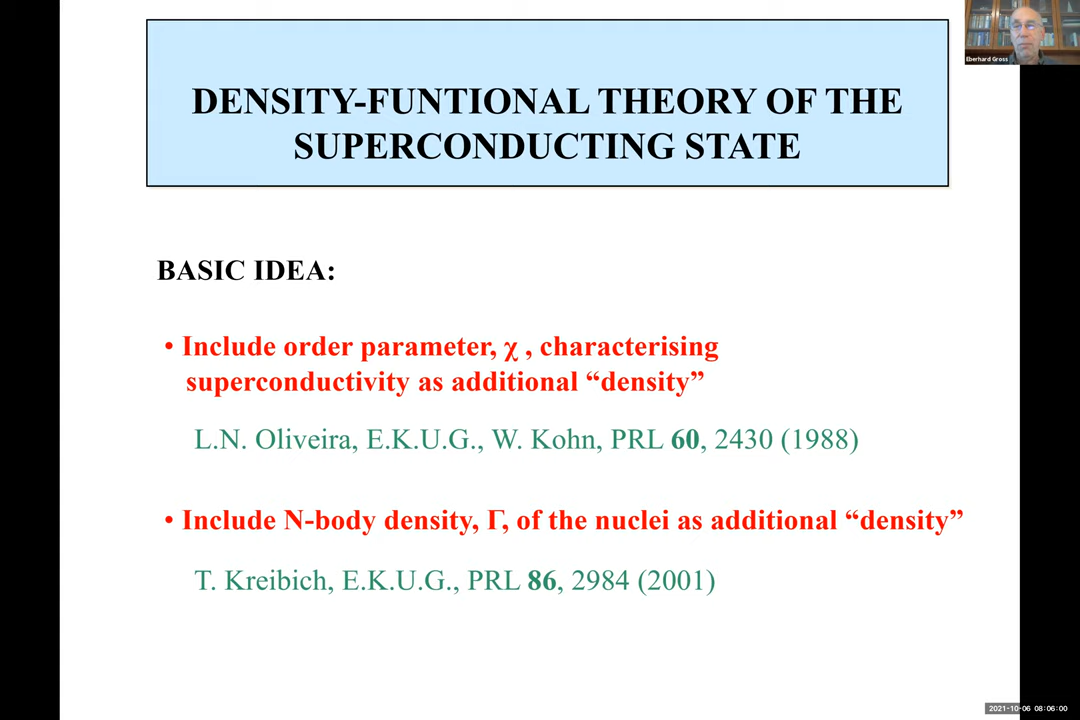 DENSITY-FUNTIONAL THEORY OF THE
SUPERCONDUCTING STATE
Eberhard Gross
BASIC IDEA:
• Include order parameter, χ , characterising
superconductivity as additional “density”
L.N. Oliveira, E.K.U.G., W. Kohn, PRL 60, 2430 (1988)
• Include N-body density, Γ, of the nuclei as additional “density”
T. Kreibich, E.K.U.G., PRL 86, 2984 (2001)
2021-10-06 08:06:00